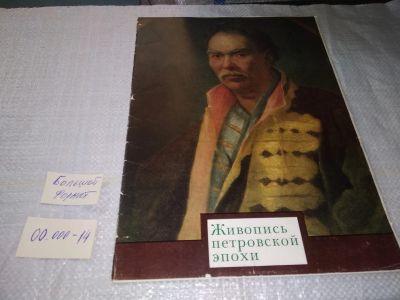 Большой
формат
00.000-14
Живопись
петровской
эпохи